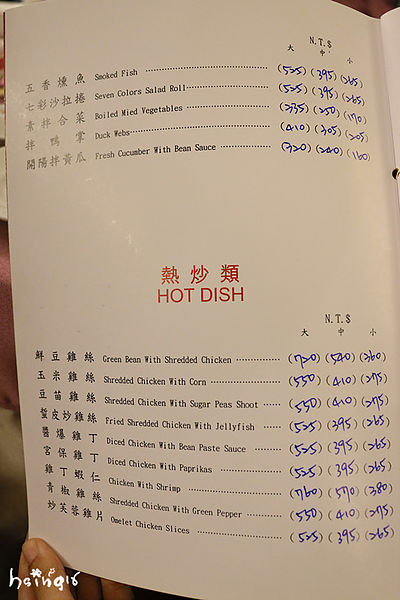 N.T.$
大 中 小
五香燻魚 Smoked Fish (525) (395) (265)
七彩沙拉捲 Seven Colors Salad Roll (525) (395) (265)
素拌合菜 Boiled Mied Vegetables (335) (250) (170)
拌鴨掌 Duck Webs (410) (305) (205)
開陽拌黃瓜 Fresh Cucumber With Bean Sauce (320) (240) (160)
熱炒類
HOT DISH
N.T.$
大 中 小
鮮豆雞絲 Green Bean With Shredded Chicken (720) (540) (360)
玉米雞絲 Shredded Chicken With Corn (550) (410) (275)
豆苗雞絲 Shredded Chicken With Sugar Peas Shoot (550) (410) (275)
蜇皮炒雞絲 Fried Shredded Chicken With Jellyfish (525) (395) (265)
醬爆雞丁 Diced Chicken With Bean Paste Sauce (525) (395) (265)
宮保雞丁 Diced Chicken With Paprikas (525) (395) (265)
雞丁蝦仁 Chicken With Shrimp (760) (570) (380)
青椒雞絲 Shredded Chicken With Green Pepper (550) (410) (275)
炒芙蓉雞片 Omelet Chicken Slices (525) (395) (265)